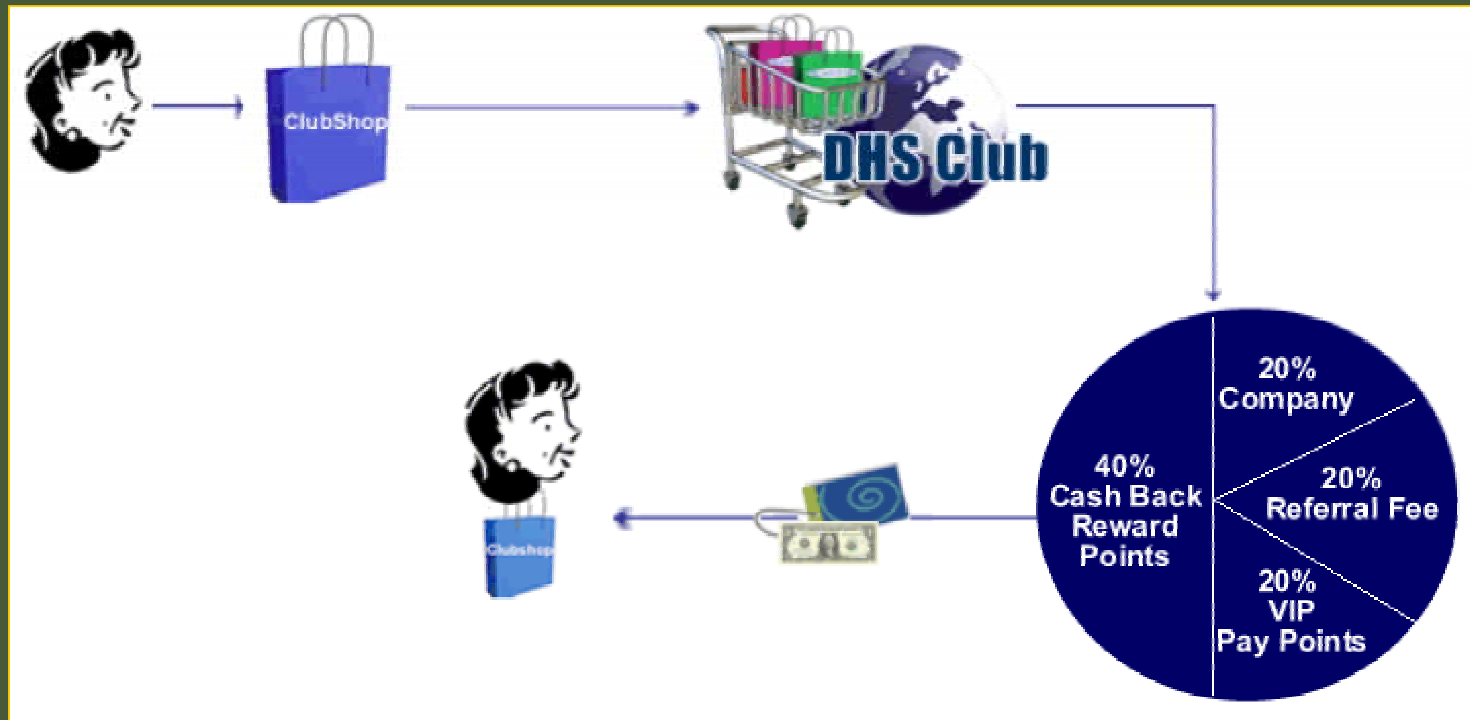 ClubShop
DHS Club
20%
Company
40%
Cash Back
Reward
Points
20%
Referral Fee
20%
VIP
Pay Points
Clubshop